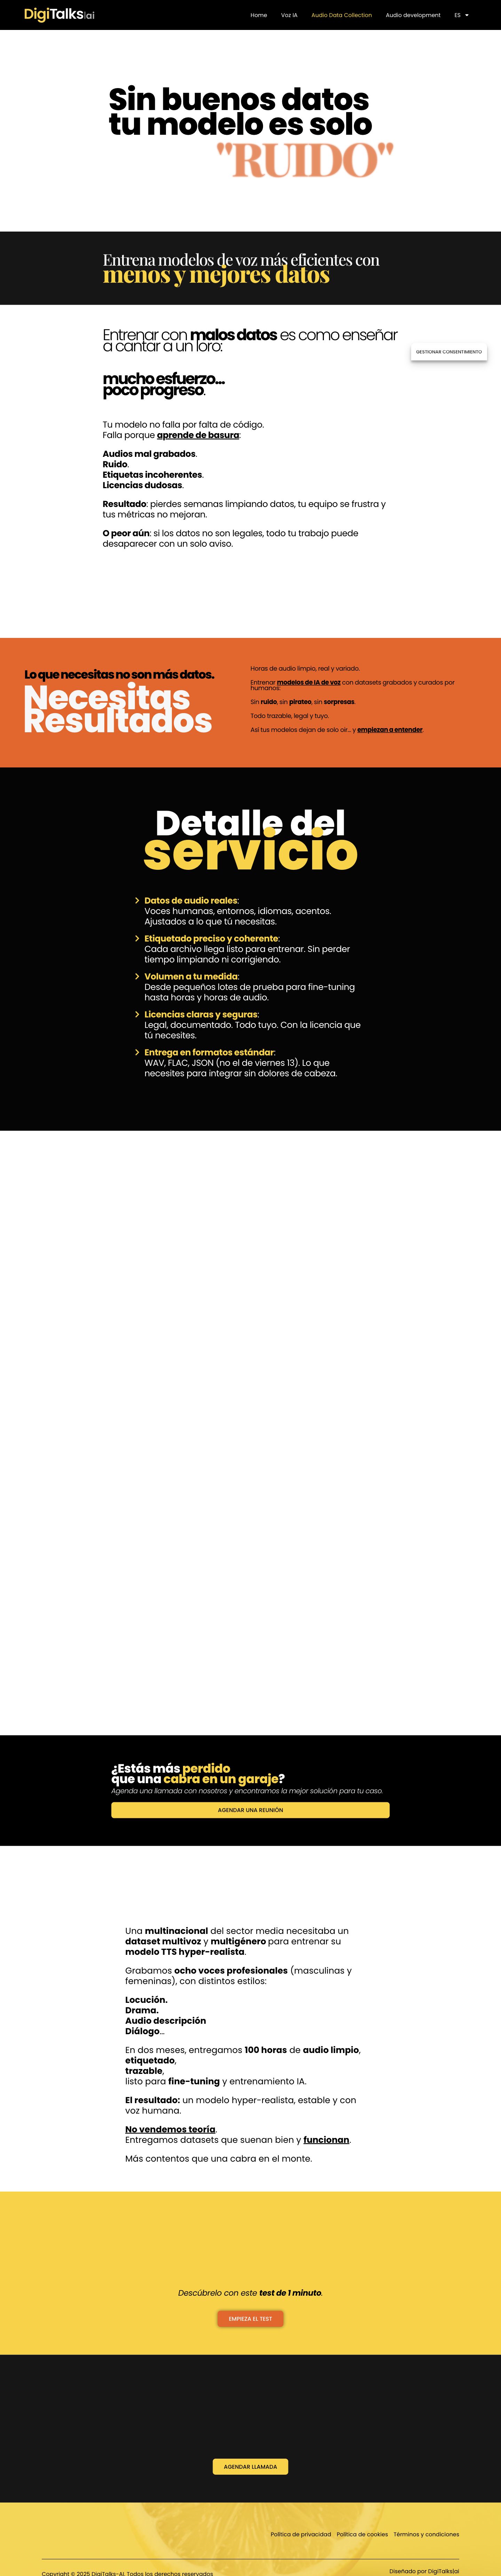 DigiTalks|ai
Home
Voz IA
Audio Data Collection
Audio development
ES
Sin buenos datos
tu modelo es solo
"RUIDO"
Entrena modelos de voz más eficientes con
menos y mejores datos
Entrenar con malos datos es como enseñar
a cantar a un loro:
GESTIONAR CONSENTIMIENTO
mucho esfuerzo...
poco progreso.
Tu modelo no falla por falta de código.
Falla porque aprende de basura:
Audios mal grabados.
Ruido.
Etiquetas incoherentes.
Licencias dudosas.
Resultado: pierdes semanas limpiando datos, tu equipo se frustra y
tus métricas no mejoran.
O peor aún: si los datos no son legales, todo tu trabajo puede
desaparecer con un solo aviso.
Lo que necesitas no son más datos.
Necesitas
Resultados
Horas de audio limpio, real y variado.
Entrenar modelos de IA de voz con datasets grabados y curados por
humanos:
Sin ruido, sin pirateo, sin sorpresas.
Todo trazable, legal y tuyo.
Así tus modelos dejan de solo oír… y empiezan a entender.
Detalle del
servicio
Datos de audio reales:
Voces humanas, entornos, idiomas, acentos.
Ajustados a lo que tú necesitas.
Etiquetado preciso y coherente:
Cada archivo llega listo para entrenar. Sin perder
tiempo limpiando ni corrigiendo.
Volumen a tu medida:
Desde pequeños lotes de prueba para fine-tuning
hasta horas y horas de audio.
Licencias claras y seguras:
Legal, documentado. Todo tuyo. Con la licencia que
tú necesites.
Entrega en formatos estándar:
WAV, FLAC, JSON (no el de viernes 13). Lo que
necesites para integrar sin dolores de cabeza.
¿Estás más perdido
que una cabra en un garaje?
Agenda una llamada con nosotros y encontramos la mejor solución para tu caso.
AGENDAR UNA REUNIÓN
Una multinacional del sector media necesitaba un
dataset multivoz y multigénero para entrenar su
modelo TTS hyper-realista.
Grabamos ocho voces profesionales (masculinas y
femeninas), con distintos estilos:
Locución.
Drama.
Audio descripción
Diálogo…
En dos meses, entregamos 100 horas de audio limpio,
etiquetado,
trazable,
listo para fine-tuning y entrenamiento IA.
El resultado: un modelo hyper-realista, estable y con
voz humana.
No vendemos teoría.
Entregamos datasets que suenan bien y funcionan.
Más contentos que una cabra en el monte.
Descúbrelo con este test de 1 minuto.
EMPIEZA EL TEST
AGENDAR LLAMADA
Política de privacidad
Política de cookies
Términos y condiciones
Copyright © 2025 DigiTalks-AI. Todos los derechos reservados
Diseñado por DigiTalks|ai